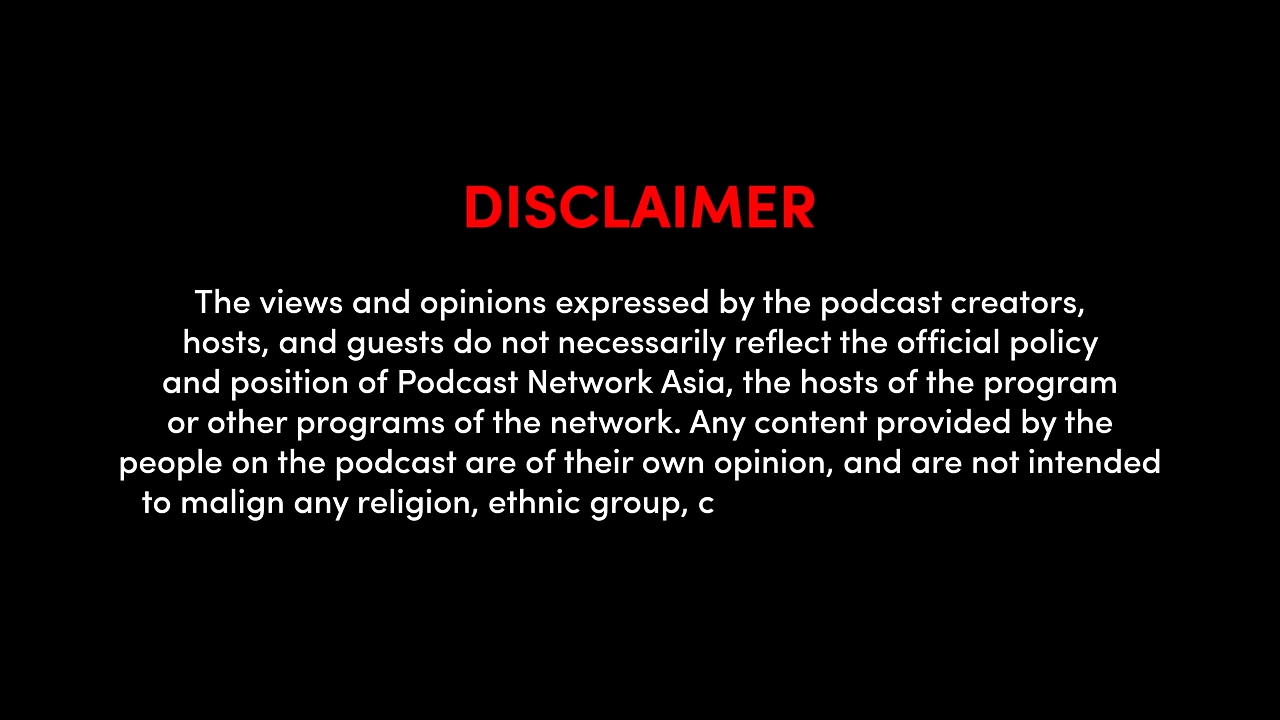 DISCLAIMER
The views and opinions expressed by the podcast creators,
hosts, and guests do not necessarily reflect the official policy
and position of Podcast Network Asia, the hosts of the program
or other programs of the network. Any content provided by the
people on the podcast are of their own opinion, and are not intended
to malign any religion, ethnic group, c